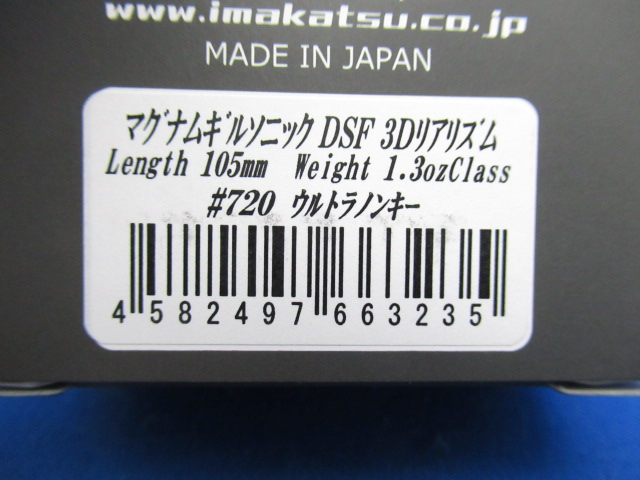 www.imakatsu.co.jp
MADE IN JAPAN
マグナムギルソニック DSF 3Dリアリズム
Length 105mm Weight 1.3ozClass
#720 ウルトラノンキー
4 582497 663235